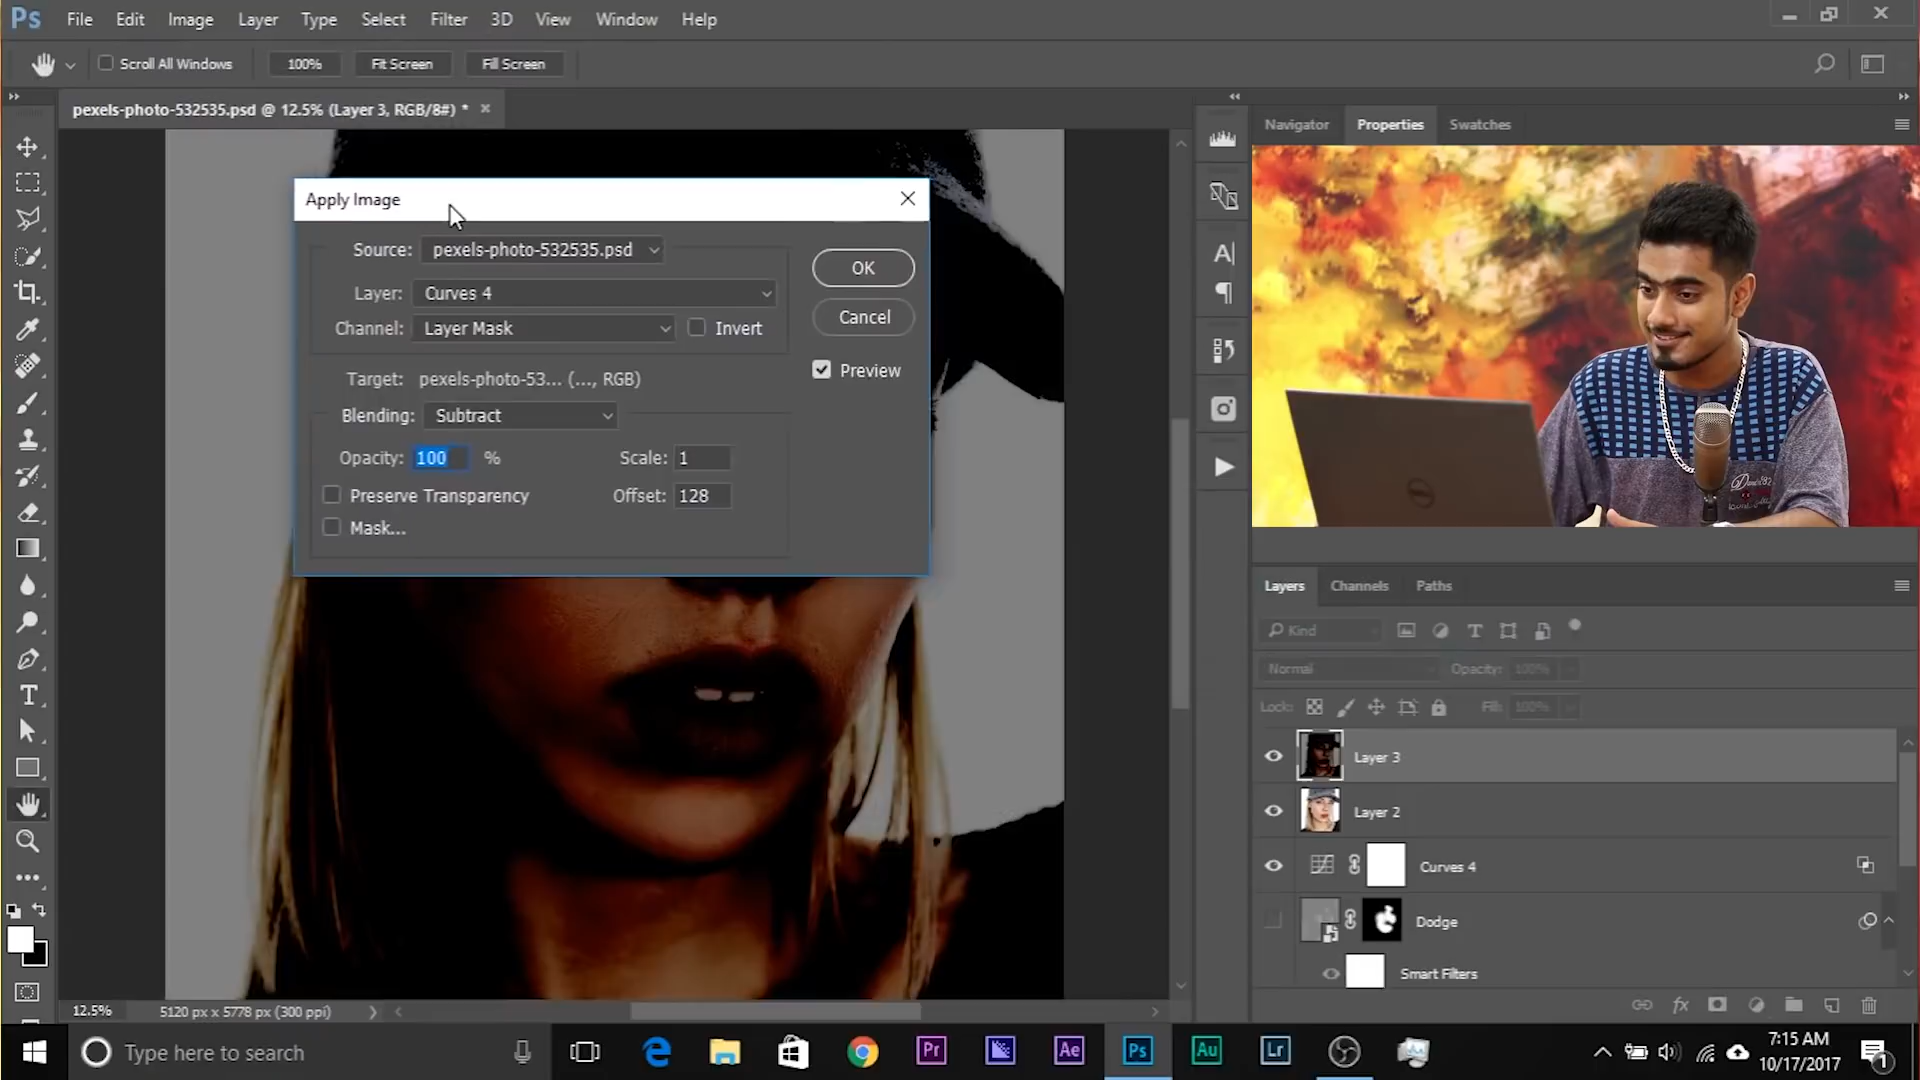 Ps File Edit Image Layer Type Select Filter 3D View Window Help
Scroll All Windows 100% Fit Screen Fill Screen
pexels-photo-532535.psd @ 12.5% (Layer 3, RGB/8#) *
Navigator Properties Swatches
Apply Image
Source: pexels-photo-532535.psd
OK
Layer: Curves 4
Cancel
Channel: Layer Mask Invert
Preview
Target: pexels-photo-53... (..., RGB)
Blending: Subtract
Opacity: 100 % Scale: 1
Preserve Transparency Offset: 128
Mask...
Layers Channels Paths
Kind
Normal Opacity: 100%
Lock: Fill: 100%
Layer 3
Layer 2
Curves 4
Dodge
Smart Filters
12.5% 5120 px x 5778 px (300 ppi)
Type here to search
Pr Ae Ps Au Lr
7:15 AM
10/17/2017
1